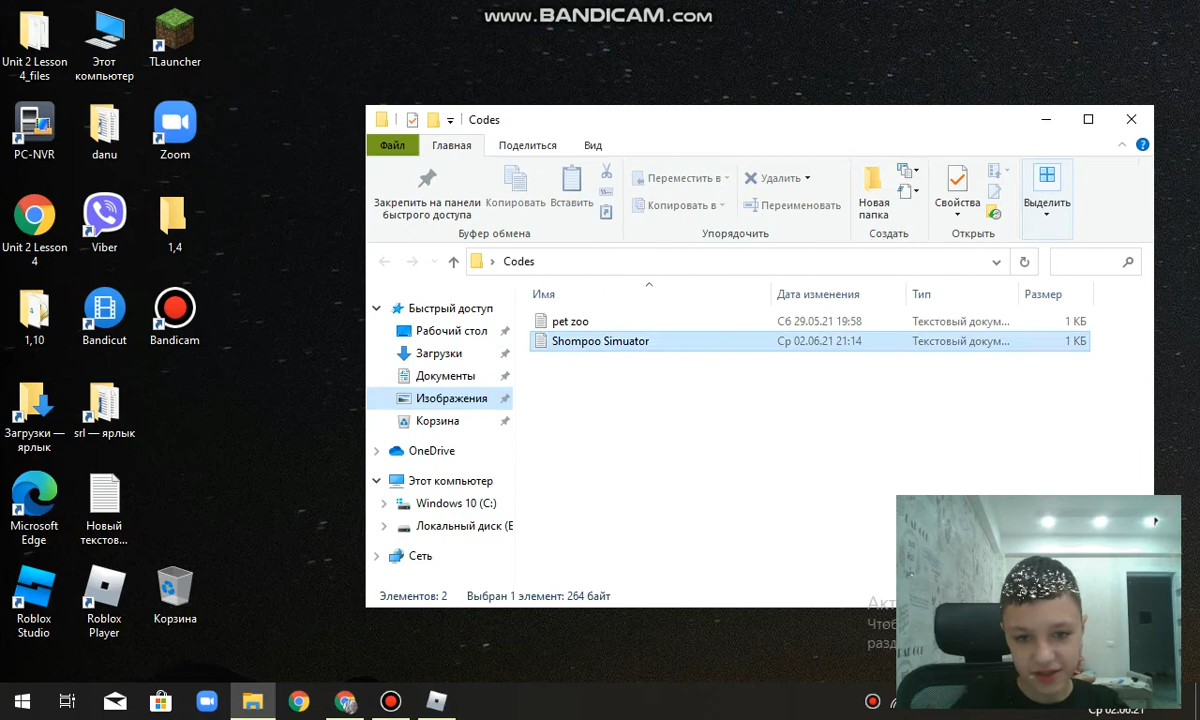 www.BANDICAM.com
Unit 2 Lesson
4_files
Этот
компьютер
TLauncher
PC-NVR
danu
Zoom
Unit 2 Lesson
4
Viber
1,4
1,10
Bandicut
Bandicam
Загрузки —
ярлык
srl — ярлык
Microsoft
Edge
Новый
текстов...
Roblox
Studio
Roblox
Player
Корзина
Codes
Файл
Главная
Поделиться
Вид
Закрепить на панели
быстрого доступа
Копировать
Вставить
Буфер обмена
Переместить в
Копировать в
Удалить
Переименовать
Упорядочить
Новая
папка
Создать
Свойства
Открыть
Выделить
Codes
Имя
Дата изменения
Тип
Размер
pet zoo
Сб 29.05.21 19:58
Текстовый докум...
1 КБ
Shompoo Simuator
Ср 02.06.21 21:14
Текстовый докум...
1 КБ
Быстрый доступ
Рабочий стол
Загрузки
Документы
Изображения
Корзина
OneDrive
Этот компьютер
Windows 10 (C:)
Локальный диск (E
Сеть
Элементов: 2
Выбран 1 элемент: 264 байт
Ср 02.06.21